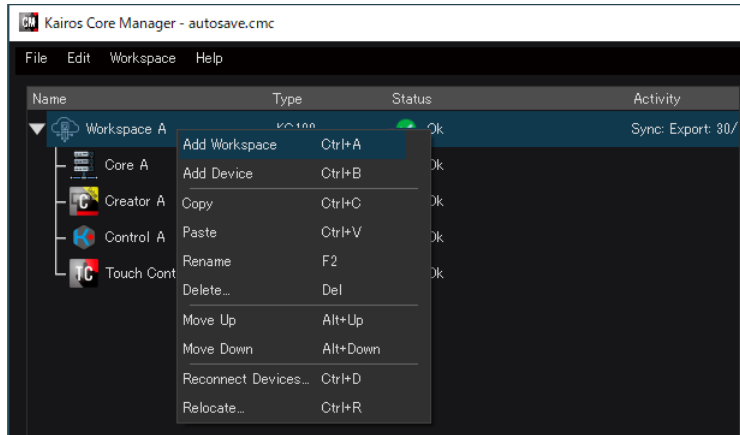 CM Kairos Core Manager - autosave.cmc
File Edit Workspace Help
Name Type Status Activity
Workspace A Ok Sync: Export: 30/
Add Workspace Ctrl+A
Core A Add Device Ctrl+B Ok
Creator A Copy Ctrl+C Ok
Paste Ctrl+V
Control A Ok
Rename F2
TC Touch Cont Ok
Delete... Del
Move Up Alt+Up
Move Down Alt+Down
Reconnect Devices... Ctrl+D
Relocate... Ctrl+R